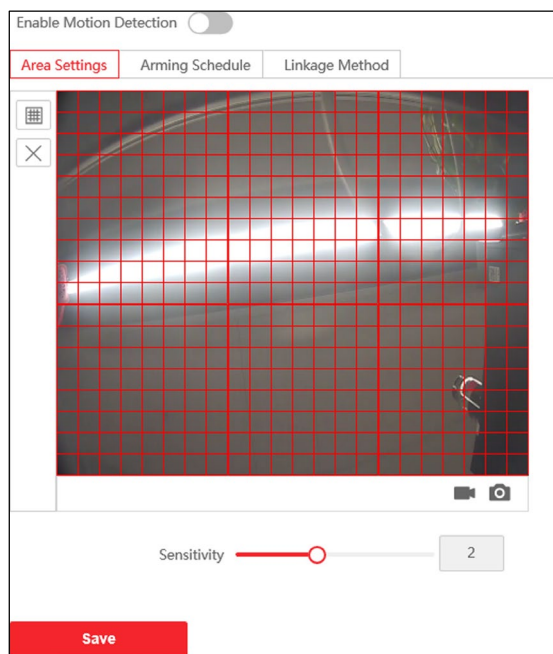 Enable Motion Detection
Area Settings Arming Schedule Linkage Method
Sensitivity 2
Save